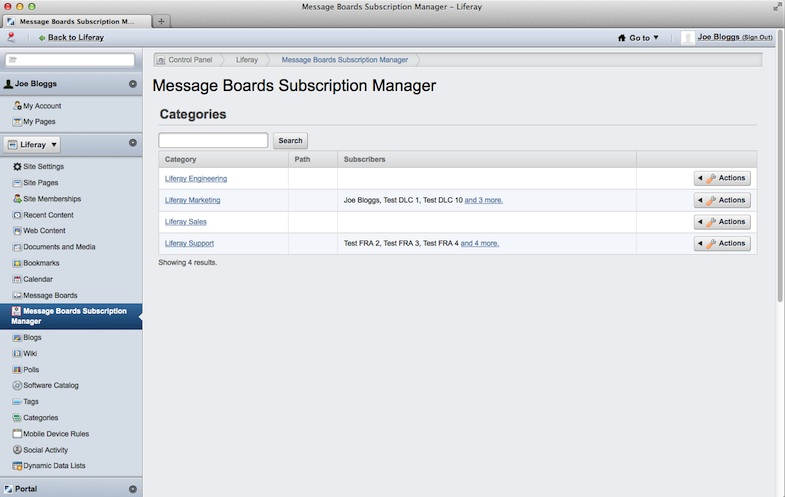 Message Boards Subscription Manager – Liferay
Message Boards Subscription M...
Back to Liferay
Go to ▼
Joe Bloggs (Sign Out)
Joe Bloggs
My Account
My Pages
Liferay ▼
Site Settings
Site Pages
Site Memberships
Recent Content
Web Content
Documents and Media
Bookmarks
Calendar
Message Boards
Message Boards Subscription
Manager
Blogs
Wiki
Polls
Software Catalog
Tags
Categories
Mobile Device Rules
Social Activity
Dynamic Data Lists
Portal
Control Panel Liferay Message Boards Subscription Manager
Message Boards Subscription Manager
Categories
Search
Category Path Subscribers
Liferay Engineering Actions
Liferay Marketing Joe Bloggs, Test DLC 1, Test DLC 10 and 3 more. Actions
Liferay Sales Actions
Liferay Support Test FRA 2, Test FRA 3, Test FRA 4 and 4 more. Actions
Showing 4 results.